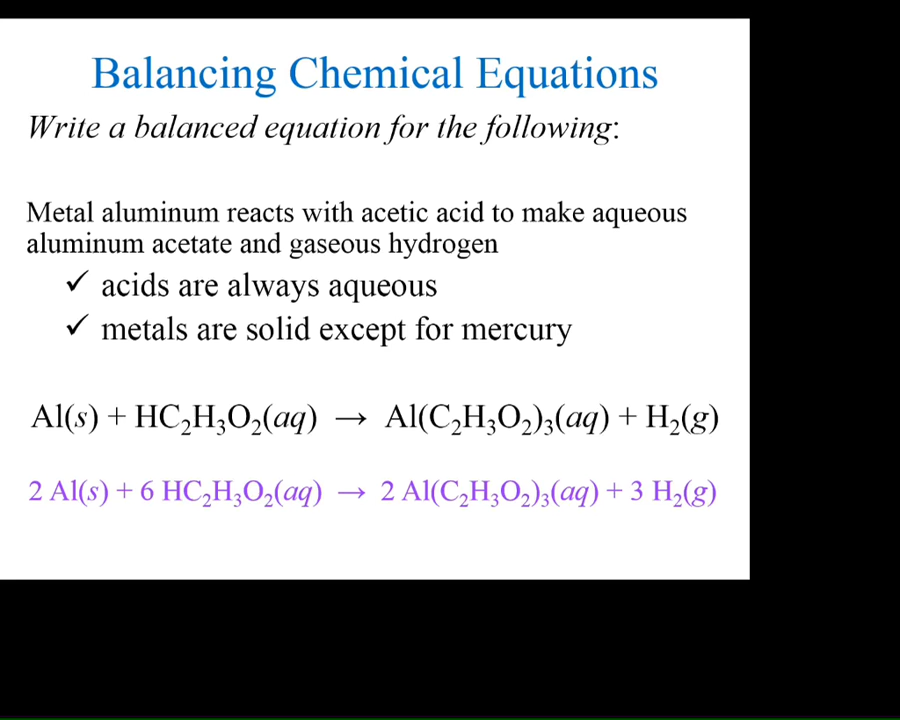 Balancing Chemical Equations
Write a balanced equation for the following:
Metal aluminum reacts with acetic acid to make aqueous
aluminum acetate and gaseous hydrogen
✓ acids are always aqueous
✓ metals are solid except for mercury
Al(s) + HC₂H₃O₂(aq) → Al(C₂H₃O₂)₃(aq) + H₂(g)
2 Al(s) + 6 HC₂H₃O₂(aq) → 2 Al(C₂H₃O₂)₃(aq) + 3 H₂(g)